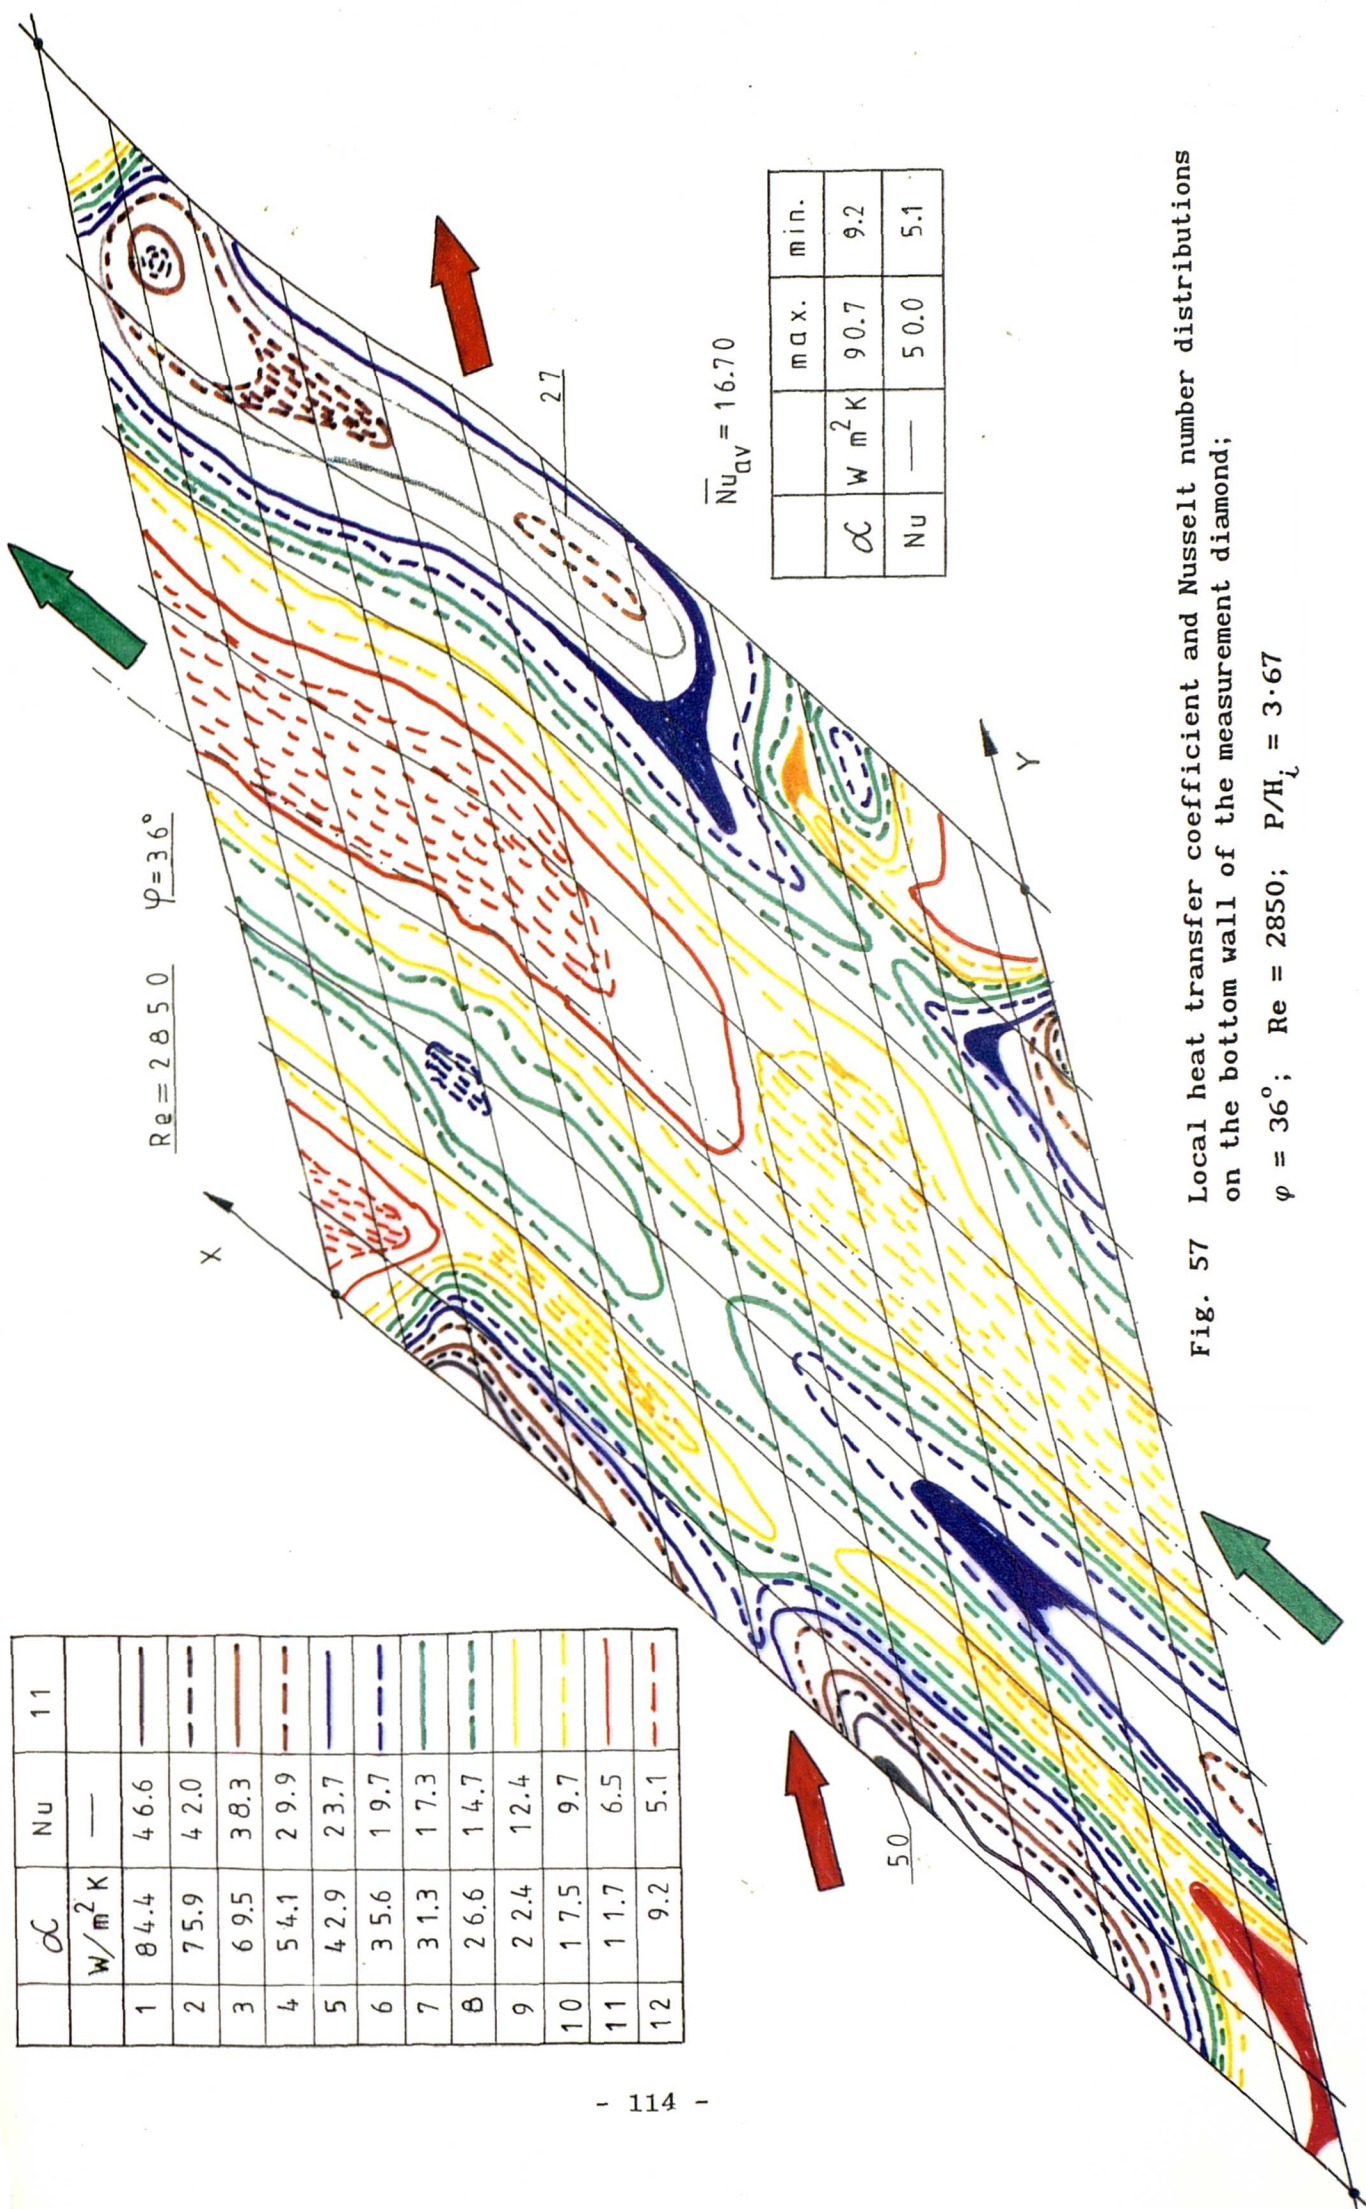 α Nu 11
W/m² K —
1 84.4 46.6
2 75.9 42.0
3 69.5 38.3
4 54.1 29.9
5 42.9 23.7
6 35.6 19.7
7 31.3 17.3
8 26.6 14.7
9 22.4 12.4
10 17.5 9.7
11 11.7 6.5
12 9.2 5.1
Re = 2850 φ = 36°
X
27
50
Y
N̅u̅av = 16.70
max. min.
α W m² K 90.7 9.2
Nu — 50.0 5.1
Fig. 57 Local heat transfer coefficient and Nusselt number distributions
on the bottom wall of the measurement diamond;
φ = 36°; Re = 2850; P/Hi = 3·67
- 114 -